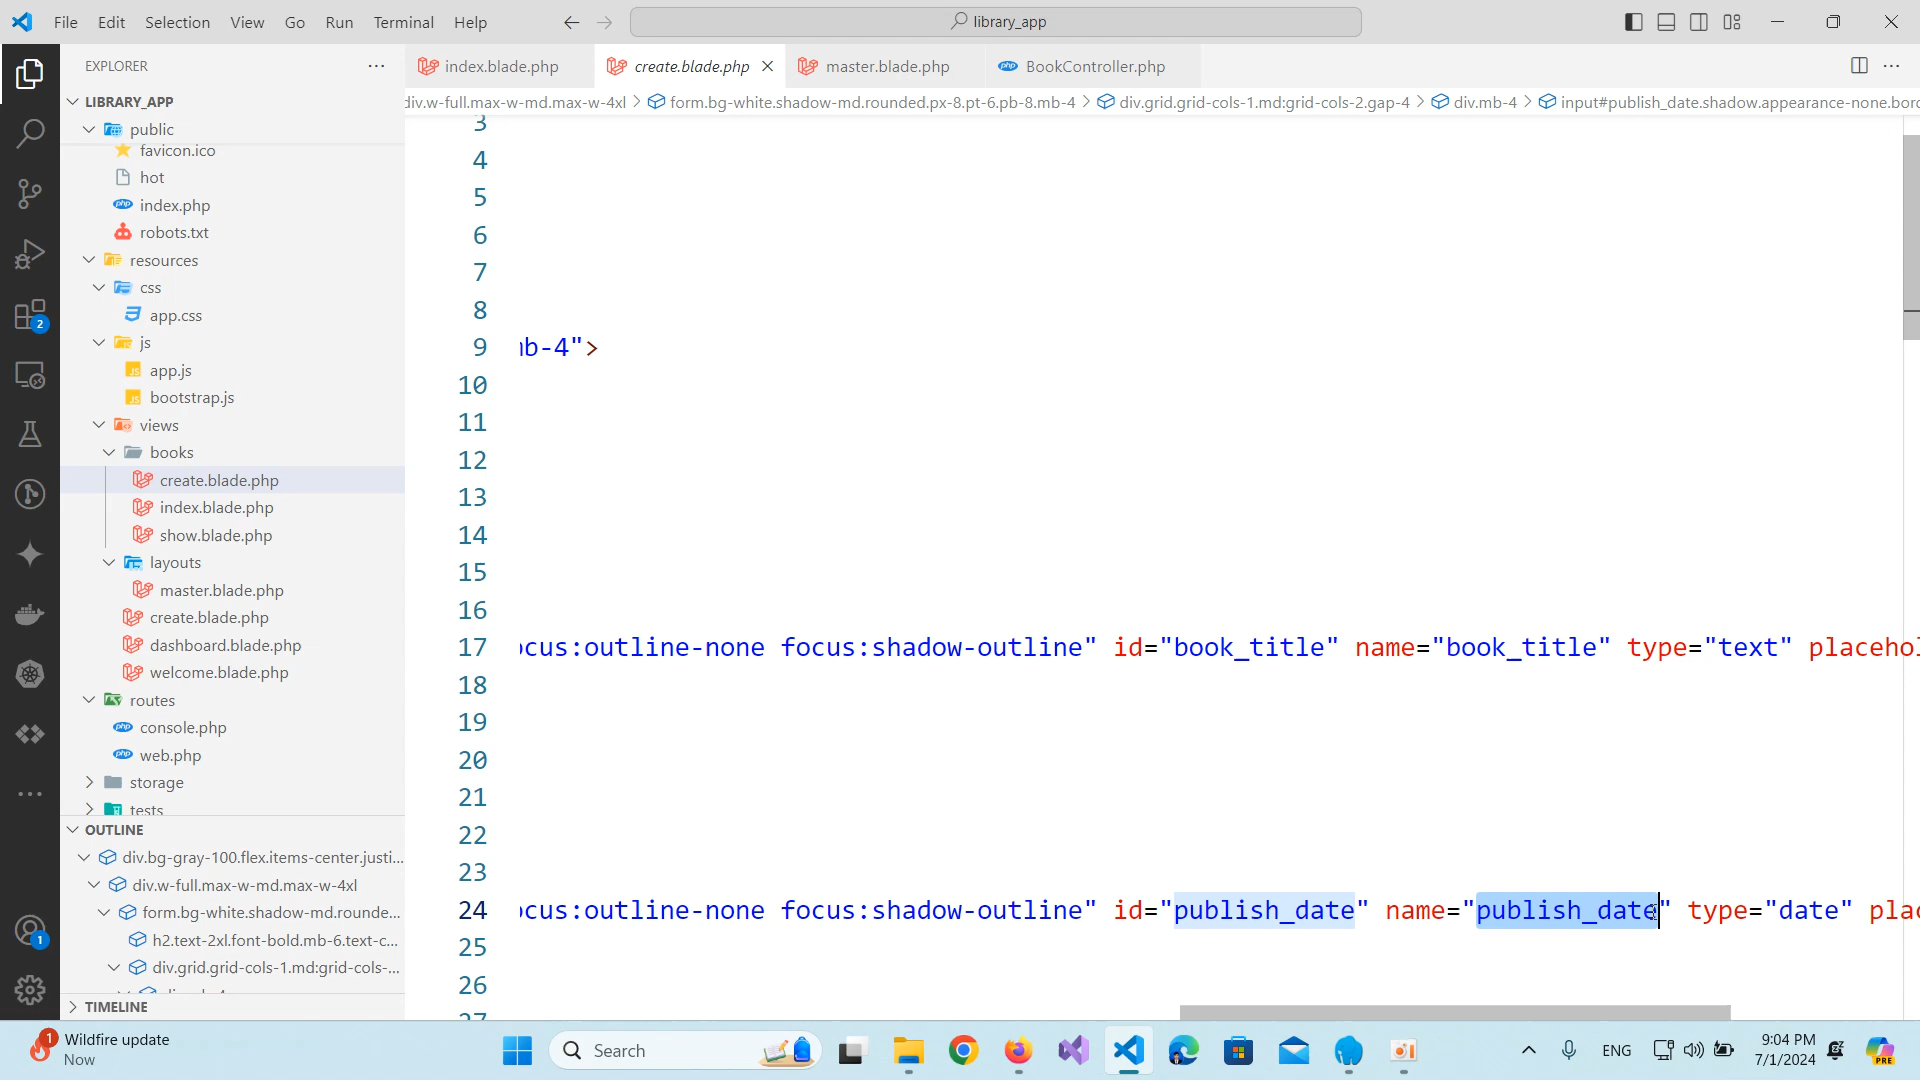 File Edit Selection View Go Run Terminal Help
library_app
EXPLORER
index.blade.php
create.blade.php
master.blade.php
BookController.php
div.w-full.max-w-md.max-w-4xl
form.bg-white.shadow-md.rounded.px-8.pt-6.pb-8.mb-4
div.grid.grid-cols-1.md:grid-cols-2.gap-4
div.mb-4
input#publish_date.shadow.appearance-none.bord
LIBRARY_APP
public
favicon.ico
hot
index.php
robots.txt
resources
css
app.css
js
app.js
bootstrap.js
views
books
create.blade.php
index.blade.php
show.blade.php
layouts
master.blade.php
create.blade.php
dashboard.blade.php
welcome.blade.php
routes
console.php
web.php
storage
tests
OUTLINE
div.bg-gray-100.flex.items-center.justi...
div.w-full.max-w-md.max-w-4xl
form.bg-white.shadow-md.rounde...
h2.text-2xl.font-bold.mb-6.text-c...
div.grid.grid-cols-1.md:grid-cols-...
TIMELINE
3
4
5
6
7
8
9 mb-4">
10
11
12
13
14
15
16
17 ocus:outline-none focus:shadow-outline" id="book_title" name="book_title" type="text" placehol
18
19
20
21
22
23
24 ocus:outline-none focus:shadow-outline" id="publish_date" name="publish_date" type="date" plac
25
26
27
2
1
1
Wildfire update
Now
Search
ENG
9:04 PM
7/1/2024
PRE